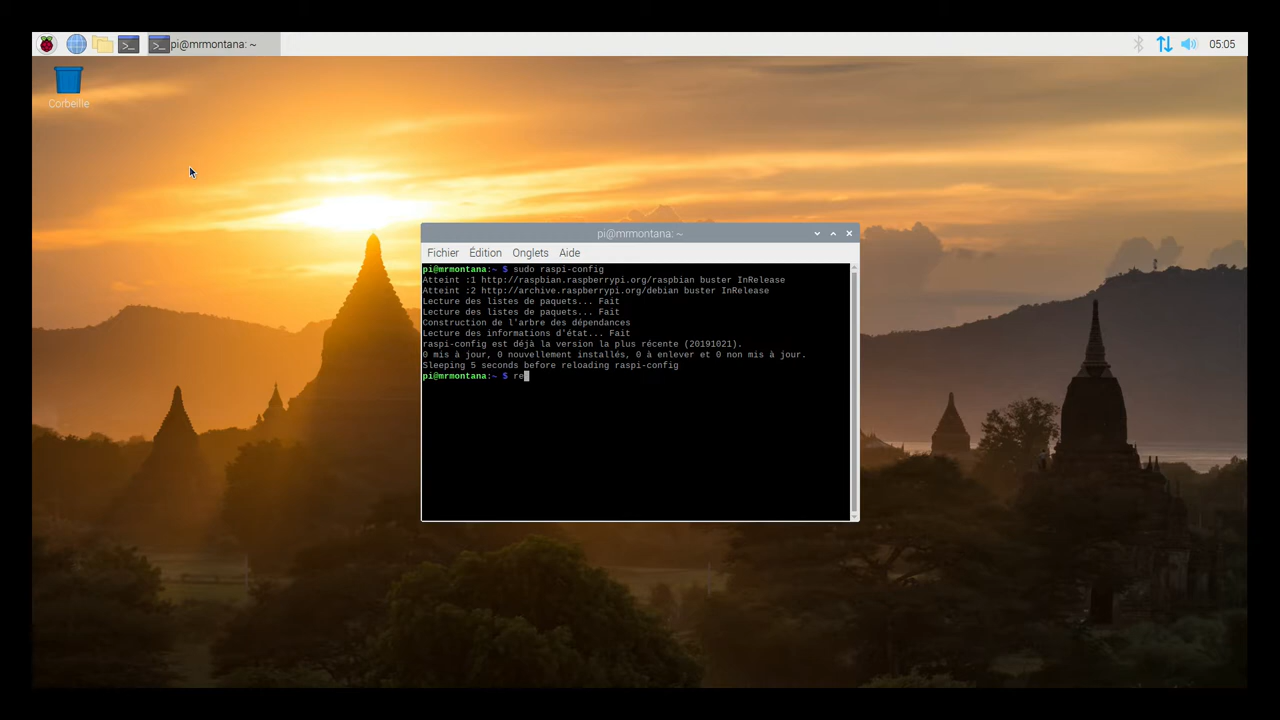 pi@mrmontana: ~
05:05
Corbeille
pi@mrmontana: ~
Fichier Édition Onglets Aide
pi@mrmontana:~ $ sudo raspi-config
Atteint :1 http://raspbian.raspberrypi.org/raspbian buster InRelease
Atteint :2 http://archive.raspberrypi.org/debian buster InRelease
Lecture des listes de paquets... Fait
Lecture des listes de paquets... Fait
Construction de l'arbre des dépendances
Lecture des informations d'état... Fait
raspi-config est déjà la version la plus récente (20191021).
0 mis à jour, 0 nouvellement installés, 0 à enlever et 0 non mis à jour.
Sleeping 5 seconds before reloading raspi-config
pi@mrmontana:~ $ re